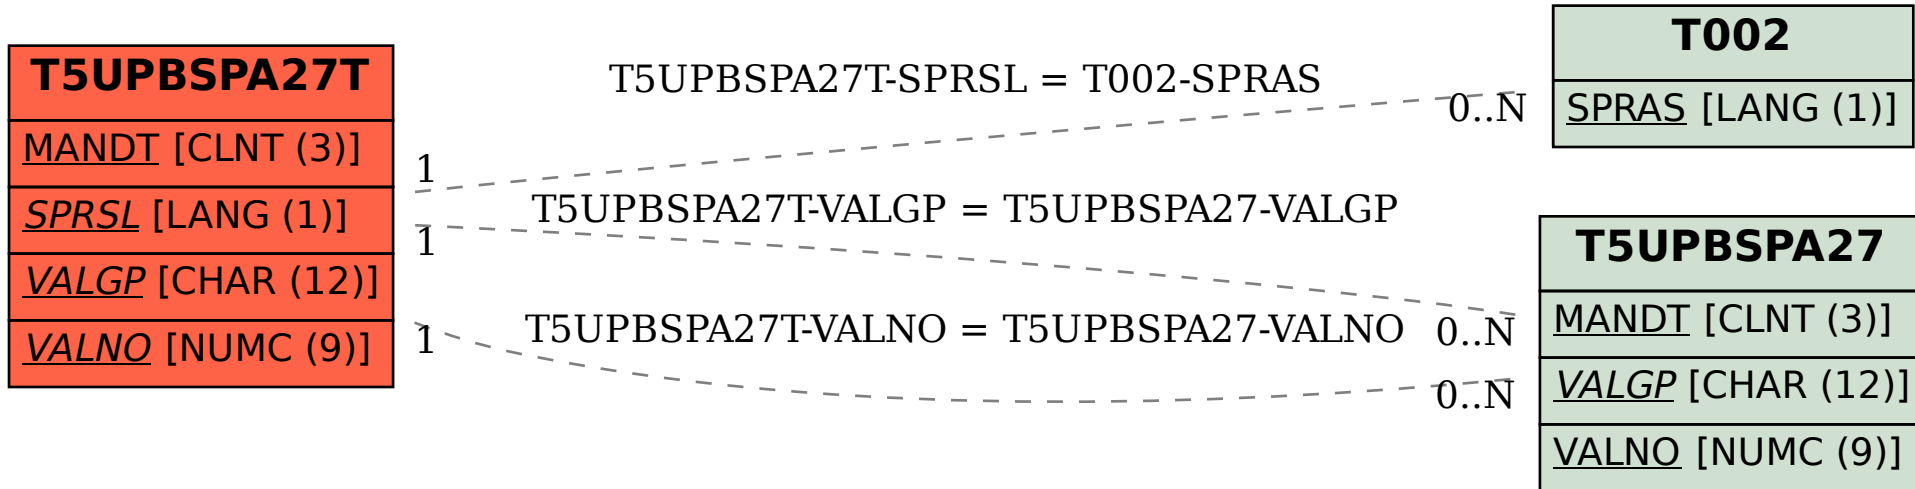 T5UPBSPA27T
MANDT [CLNT (3)]
SPRSL [LANG (1)]
VALGP [CHAR (12)]
VALNO [NUMC (9)]
T5UPBSPA27T-SPRSL = T002-SPRAS
1
0..N
T5UPBSPA27T-VALGP = T5UPBSPA27-VALGP
1
0..N
T5UPBSPA27T-VALNO = T5UPBSPA27-VALNO
1
0..N
T002
SPRAS [LANG (1)]
T5UPBSPA27
MANDT [CLNT (3)]
VALGP [CHAR (12)]
VALNO [NUMC (9)]